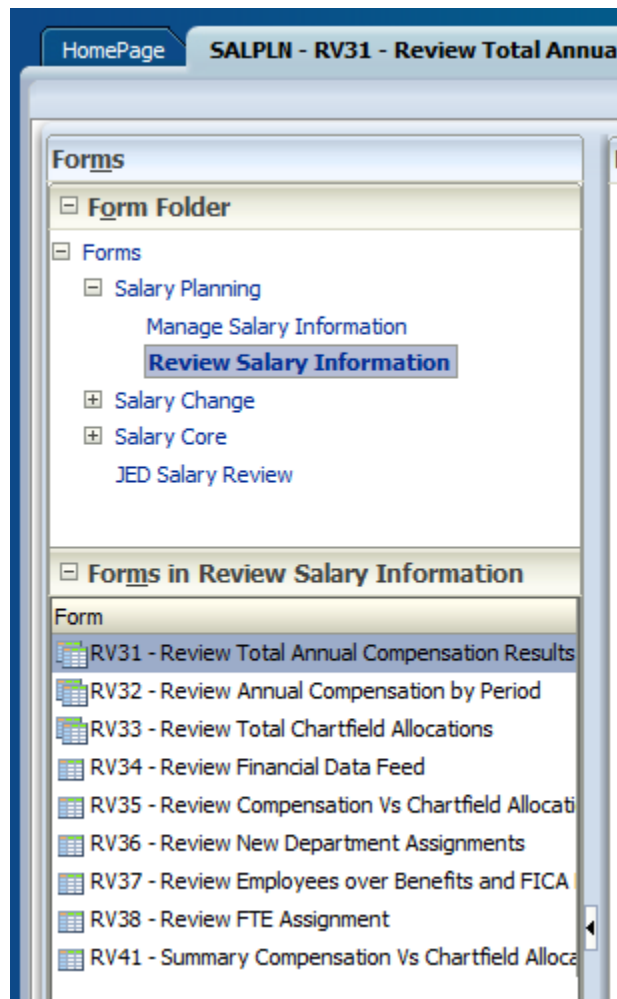 HomePage SALPLN - RV31 - Review Total Annua
Forms
Form Folder
Forms
Salary Planning
Manage Salary Information
Review Salary Information
Salary Change
Salary Core
JED Salary Review
Forms in Review Salary Information
Form
RV31 - Review Total Annual Compensation Results
RV32 - Review Annual Compensation by Period
RV33 - Review Total Chartfield Allocations
RV34 - Review Financial Data Feed
RV35 - Review Compensation Vs Chartfield Allocati
RV36 - Review New Department Assignments
RV37 - Review Employees over Benefits and FICA
RV38 - Review FTE Assignment
RV41 - Summary Compensation Vs Chartfield Alloca